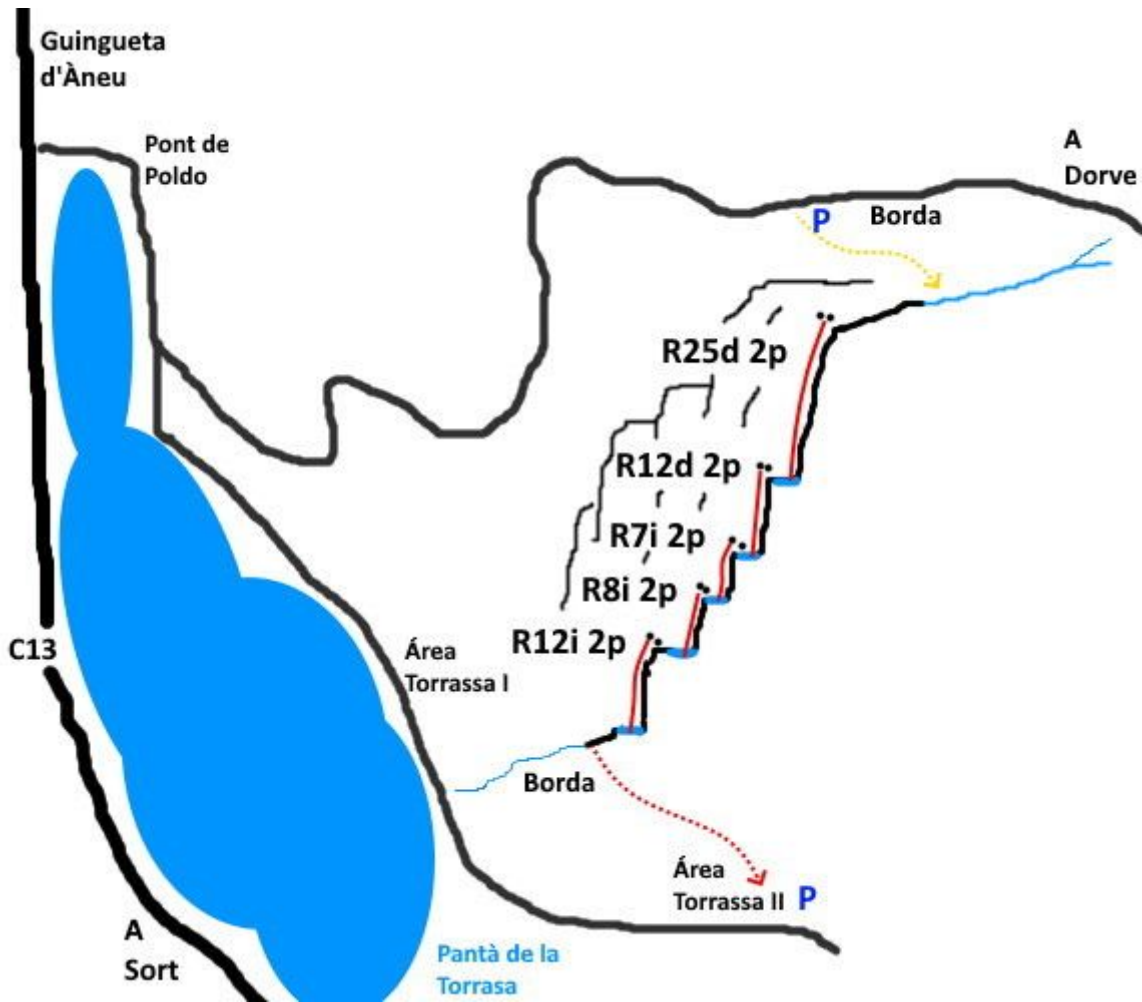 Guingueta
d'Àneu
Pont de
Poldo
A
Dorve
P
Borda
R25d 2p
R12d 2p
R7i 2p
R8i 2p
R12i 2p
C13
Área
Torrassa I
Borda
Área
Torrassa II P
A
Sort
Pantà de la
Torrasa